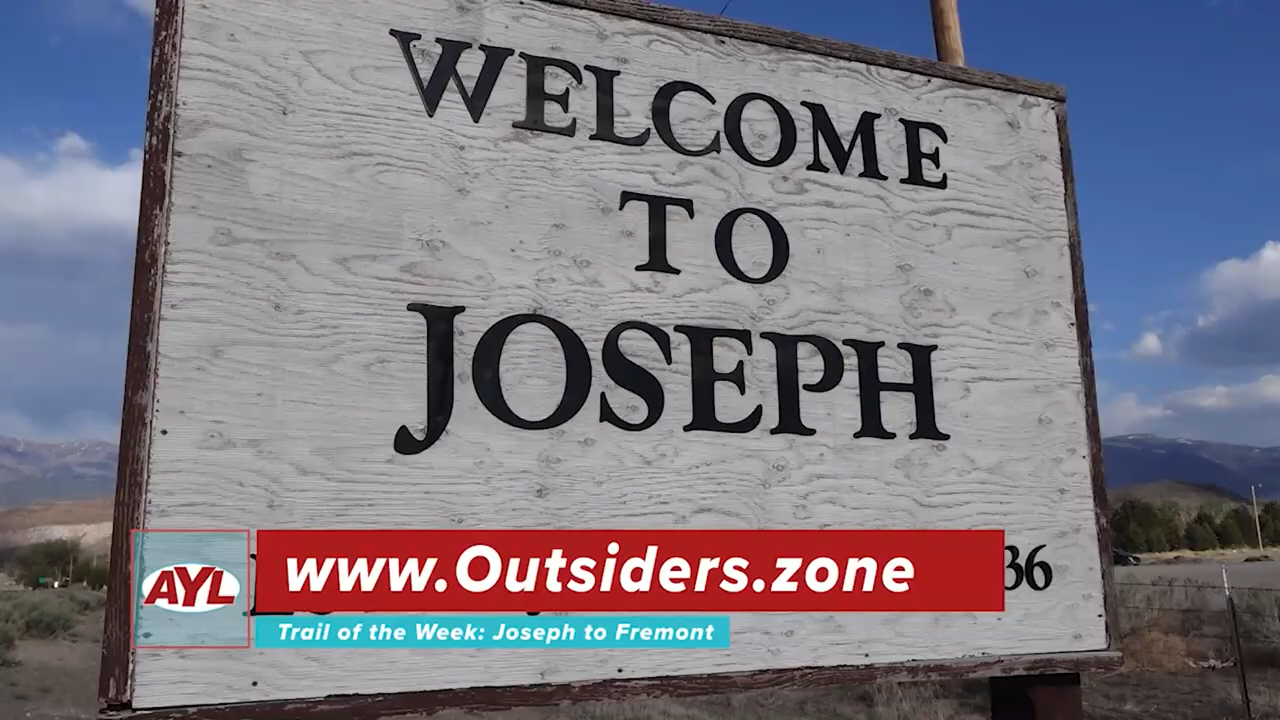 WELCOME
TO
JOSEPH
36
AYL
www.Outsiders.zone
Trail of the Week: Joseph to Fremont